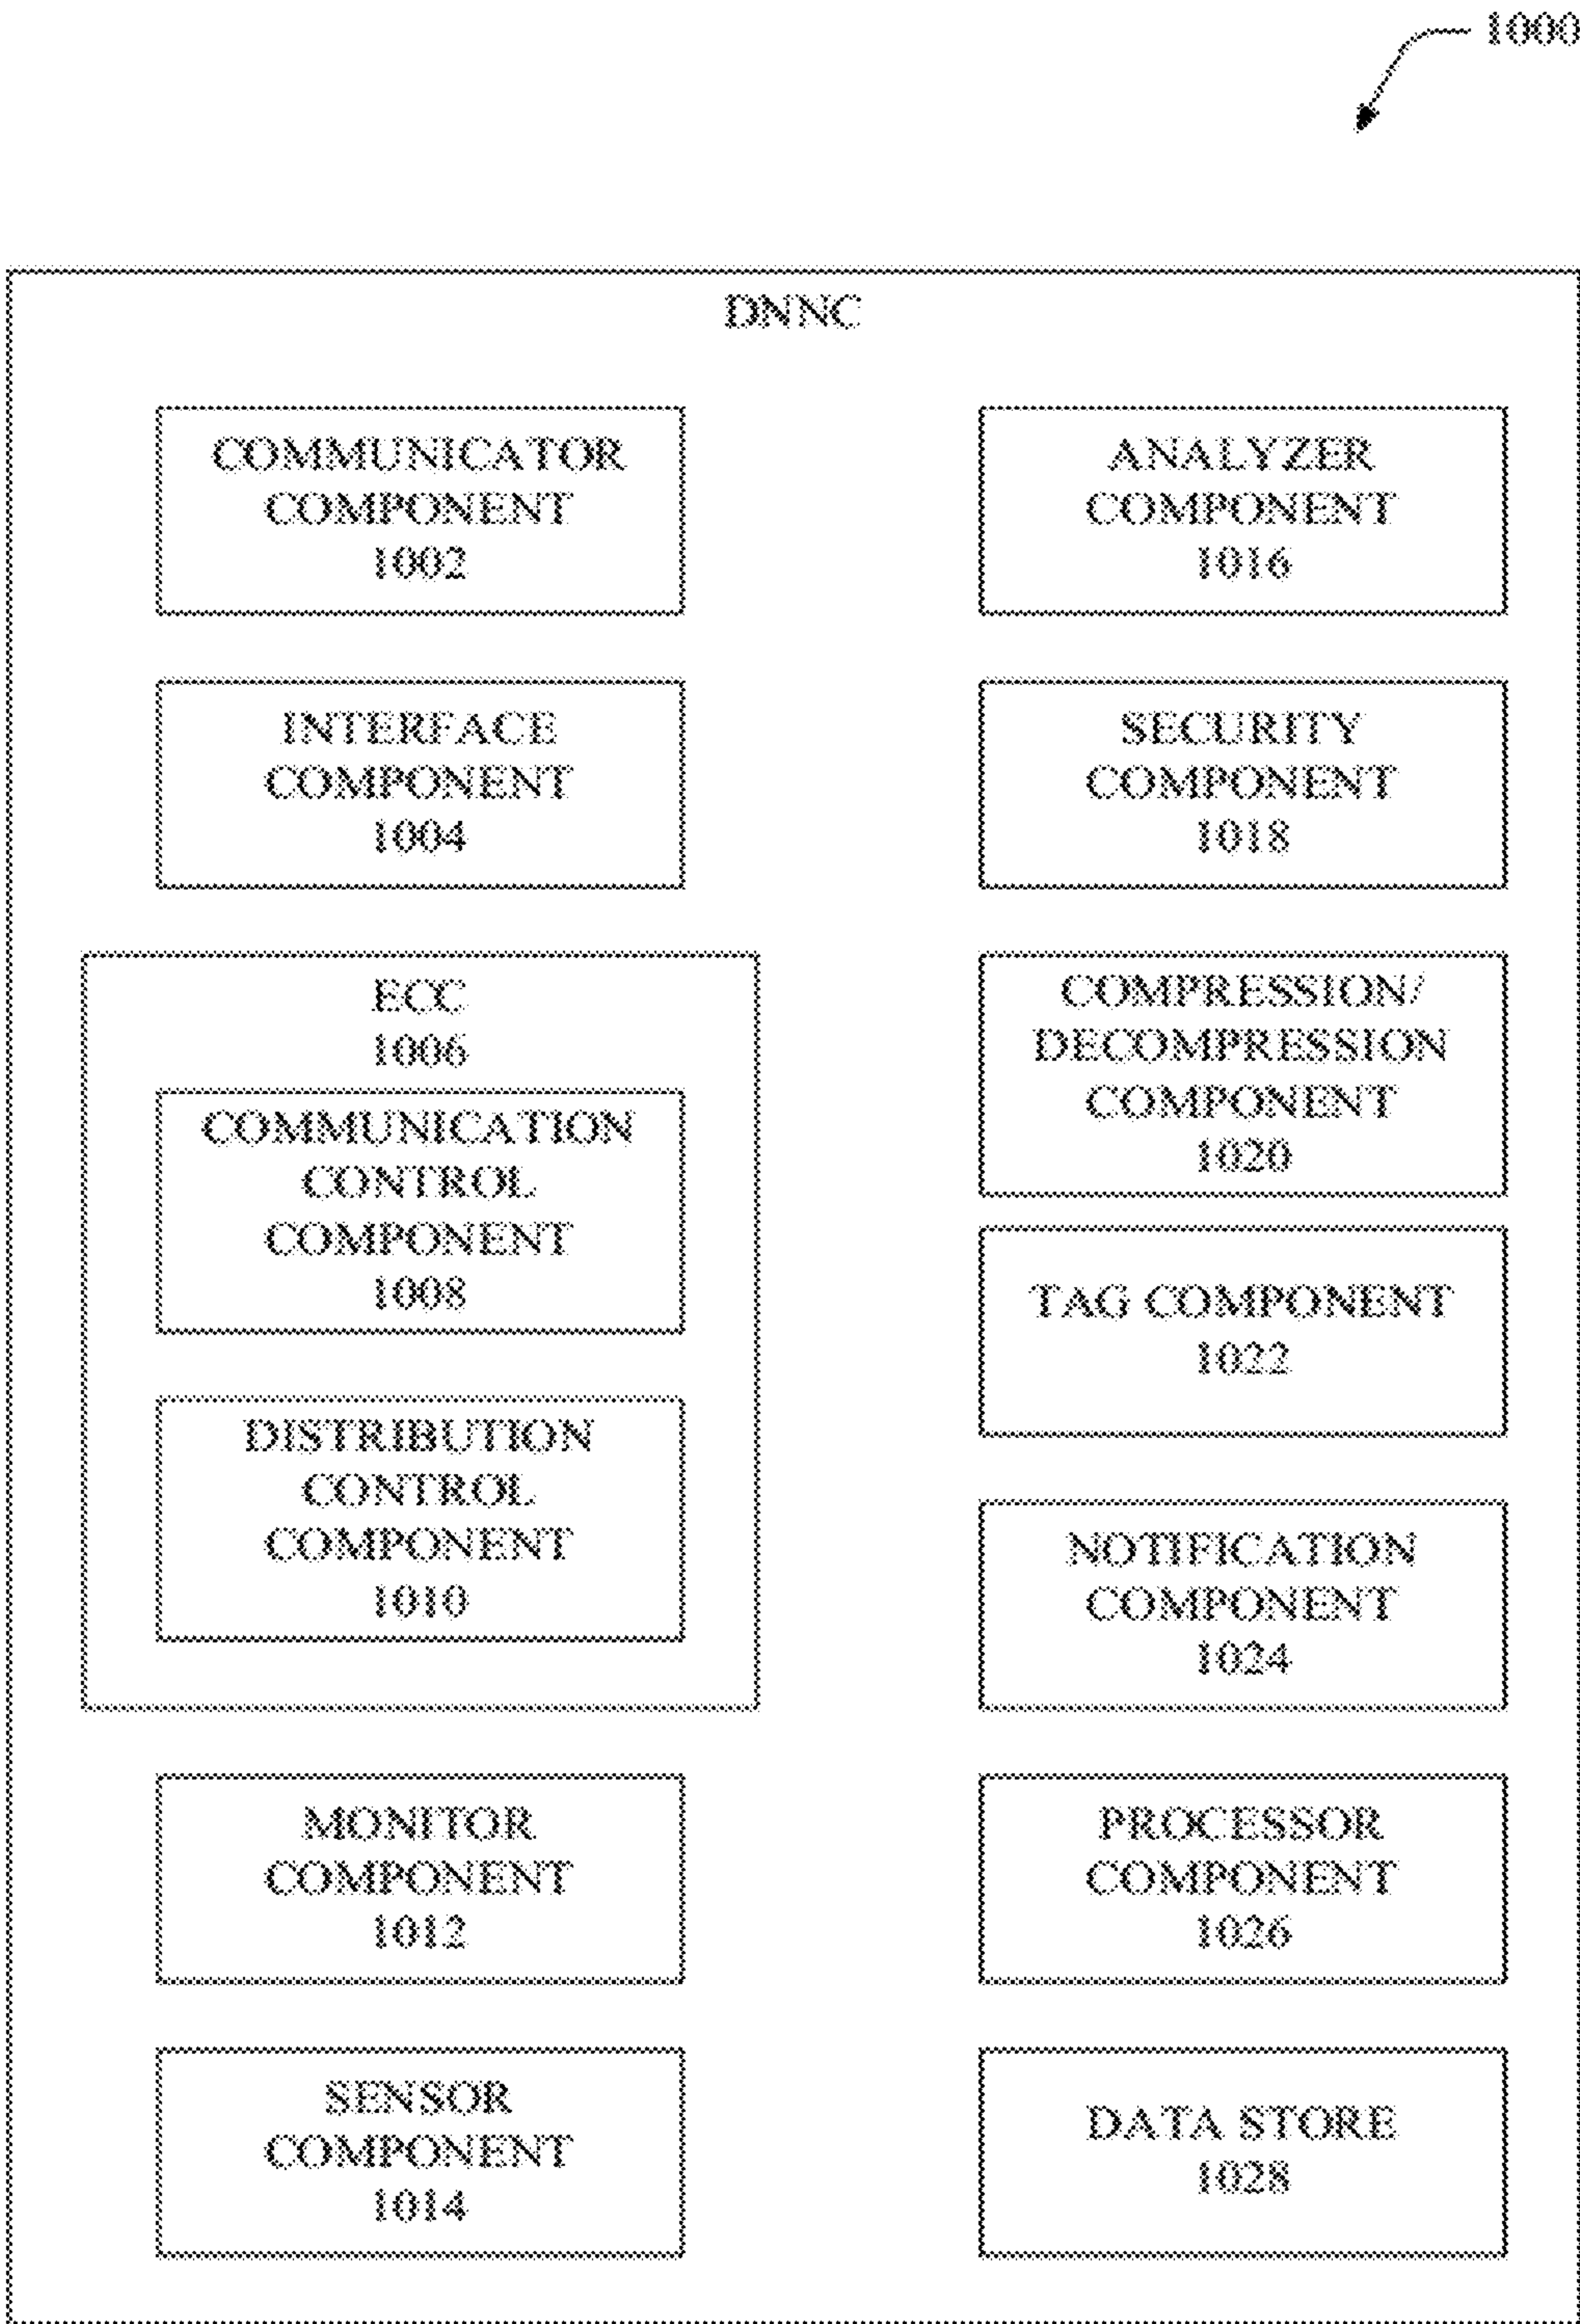 1000
DNNC
COMMUNICATOR
COMPONENT
1002
INTERFACE
COMPONENT
1004
ECC
1006
COMMUNICATION
CONTROL
COMPONENT
1008
DISTRIBUTION
CONTROL
COMPONENT
1010
MONITOR
COMPONENT
1012
SENSOR
COMPONENT
1014
ANALYZER
COMPONENT
1016
SECURITY
COMPONENT
1018
COMPRESSION/
DECOMPRESSION
COMPONENT
1020
TAG COMPONENT
1022
NOTIFICATION
COMPONENT
1024
PROCESSOR
COMPONENT
1026
DATA STORE
1028